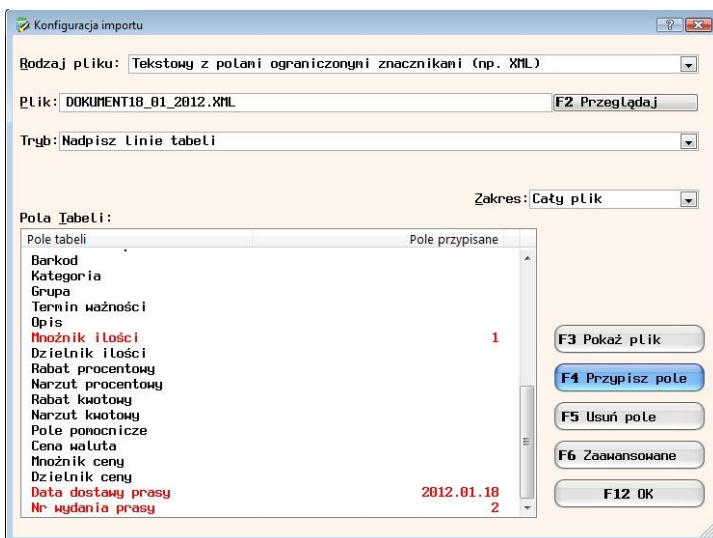 Konfiguracja importu
Rodzaj pliku: Tekstowy z polami ograniczonymi znacznikami (np. XML)
Plik: DOKUMENT18_01_2012.XML F2 Przeglądaj
Tryb: Nadpisz linie tabeli
Zakres: Cały plik
Pola Tabeli:
Pole tabeli Pole przypisane
Barkod
Kategoria
Grupa
Termin ważności
Opis
Mnożnik ilości 1
Dzielnik ilości
Rabat procentowy
Narzut procentowy
Rabat kwotowy
Narzut kwotowy
Pole pomocnicze
Cena waluta
Mnożnik ceny
Dzielnik ceny
Data dostawy prasy 2012.01.18
Nr wydania prasy 2
F3 Pokaż plik
F4 Przypisz pole
F5 Usuń pole
F6 Zaawansowane
F12 OK